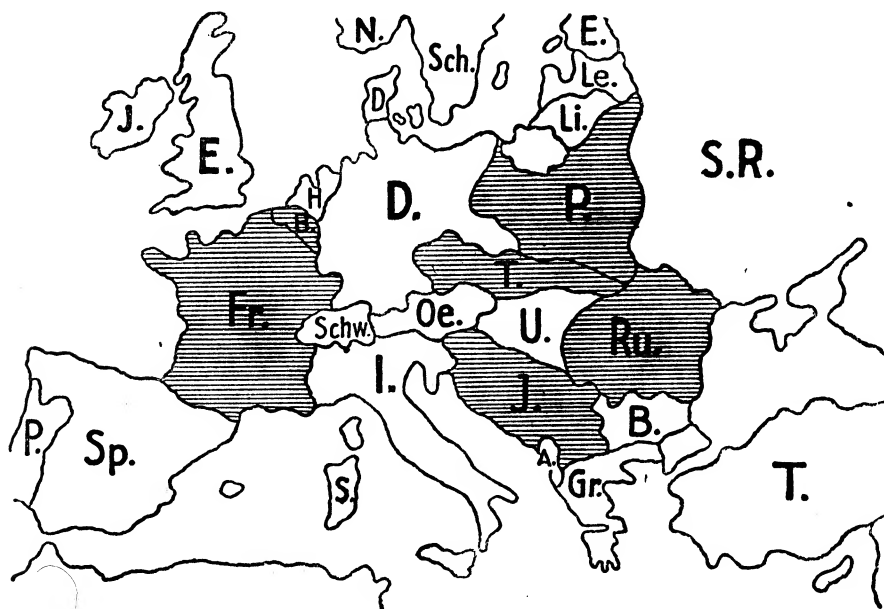 N.
Sch.
E.
Le.
D
Li.
J.
E.
S.R.
H
D.
P.
B.
T.
Fr.
Schw.
Oe.
U.
Ru.
I.
J.
B.
P.
Sp.
A.
S.
Gr.
T.